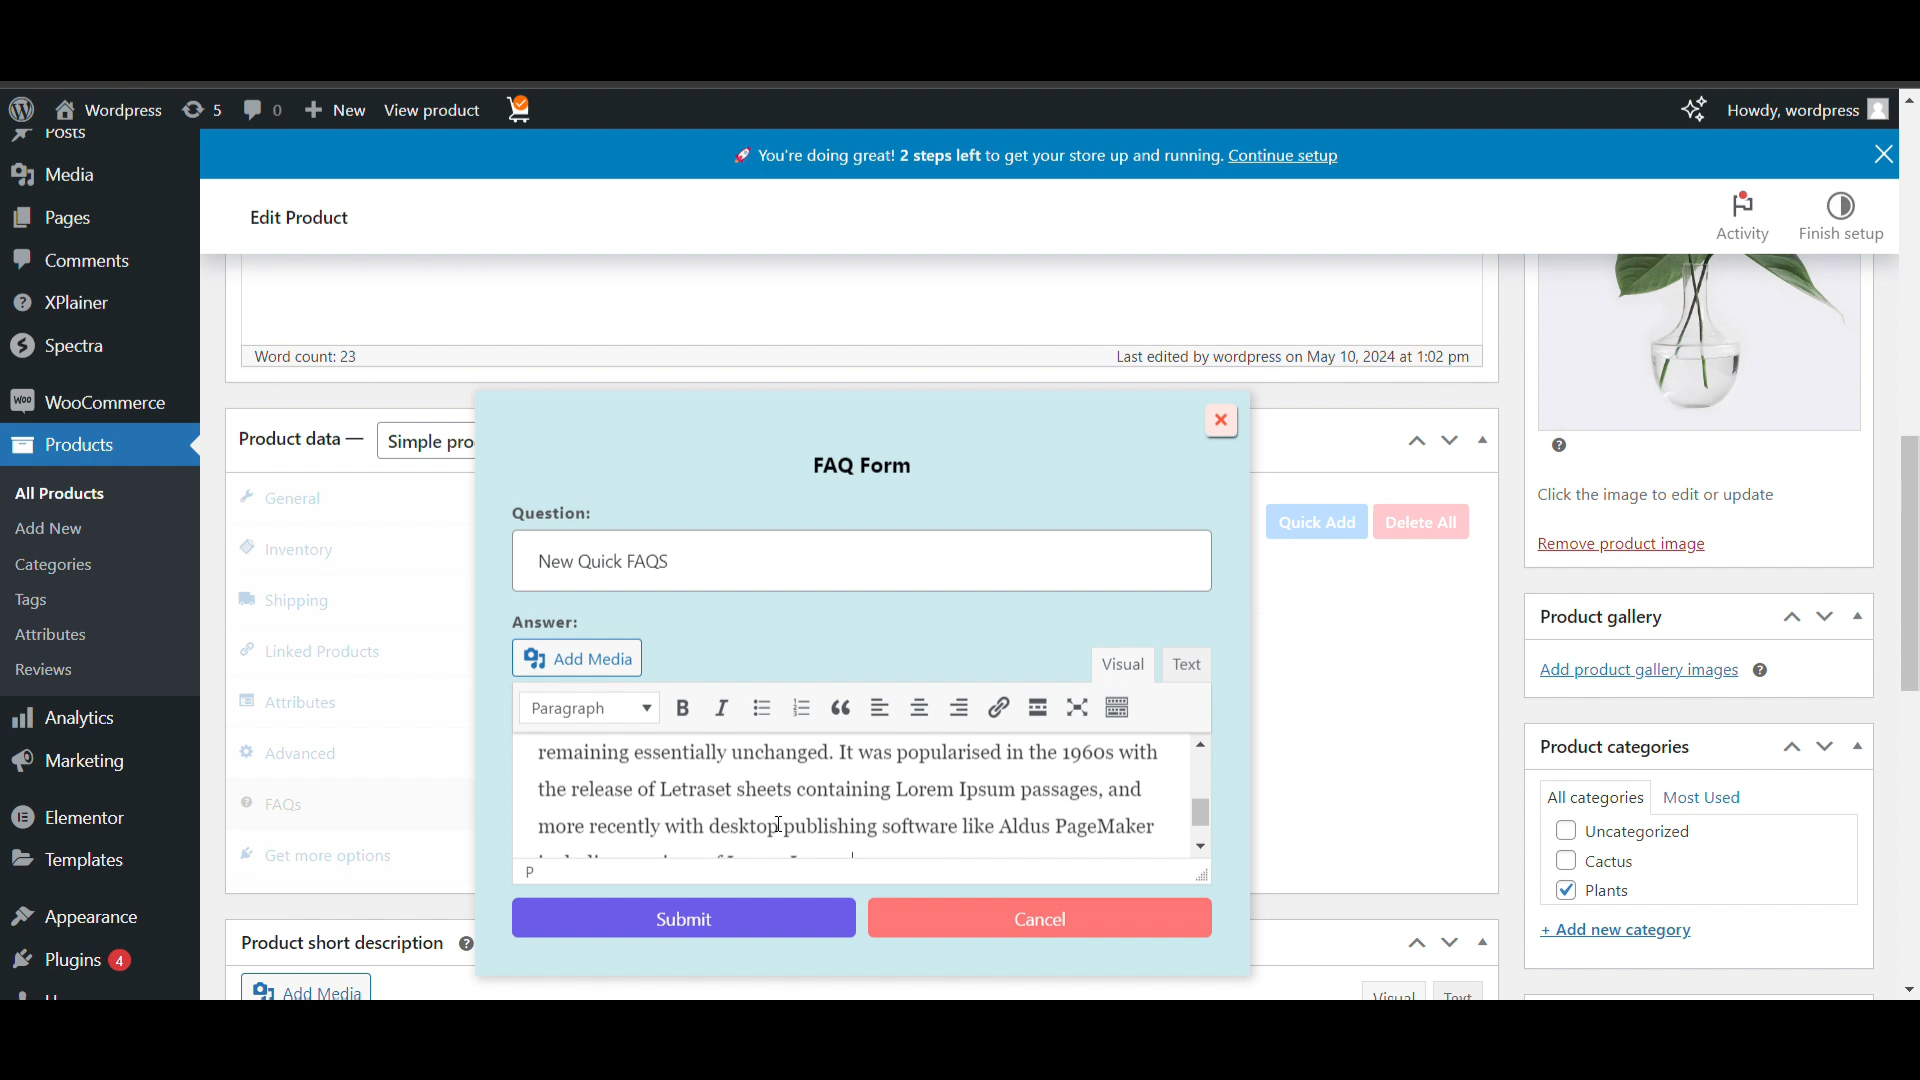 Wordpress 5 0 New View product Howdy, wordpress
Posts
Media
Pages
Comments
XPlainer
Spectra
WooCommerce
Products
All Products
Add New
Categories
Tags
Attributes
Reviews
Analytics
Marketing
Elementor
Templates
Appearance
Plugins 4
You're doing great! 2 steps left to get your store up and running. Continue setup
Edit Product
Activity
Finish setup
Word count: 23
Last edited by wordpress on May 10, 2024 at 1:02 pm
Product data — Simple pro
General
Inventory
Shipping
Linked Products
Attributes
Advanced
FAQs
Get more options
Quick Add Delete All
FAQ Form
Question:
New Quick FAQS
Answer:
Add Media
Visual Text
Paragraph
remaining essentially unchanged. It was popularised in the 1960s with
the release of Letraset sheets containing Lorem Ipsum passages, and
more recently with desktop publishing software like Aldus PageMaker
P
Submit Cancel
Product short description
Add Media
Visual Text
Click the image to edit or update
Remove product image
Product gallery
Add product gallery images
Product categories
All categories Most Used
Uncategorized
Cactus
Plants
+ Add new category